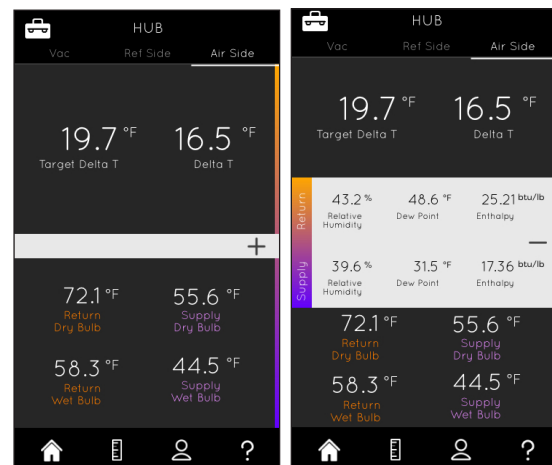 HUB
Vac Ref Side Air Side
19.7 °F 16.5 °F
Target Delta T Delta T
+
72.1 °F 55.6 °F
Return Supply
Dry Bulb Dry Bulb
58.3 °F 44.5 °F
Return Supply
Wet Bulb Wet Bulb
?
HUB
Vac Ref Side Air Side
19.7 °F 16.5 °F
Target Delta T Delta T
Return
43.2 % 48.6 °F 25.21 btu/lb
Relative Dew Point Enthalpy
Humidity
Supply
39.6 % 31.5 °F 17.36 btu/lb
Relative Dew Point Enthalpy
Humidity
72.1 °F 55.6 °F
Return Supply
Dry Bulb Dry Bulb
58.3 °F 44.5 °F
Return Supply
Wet Bulb Wet Bulb
?